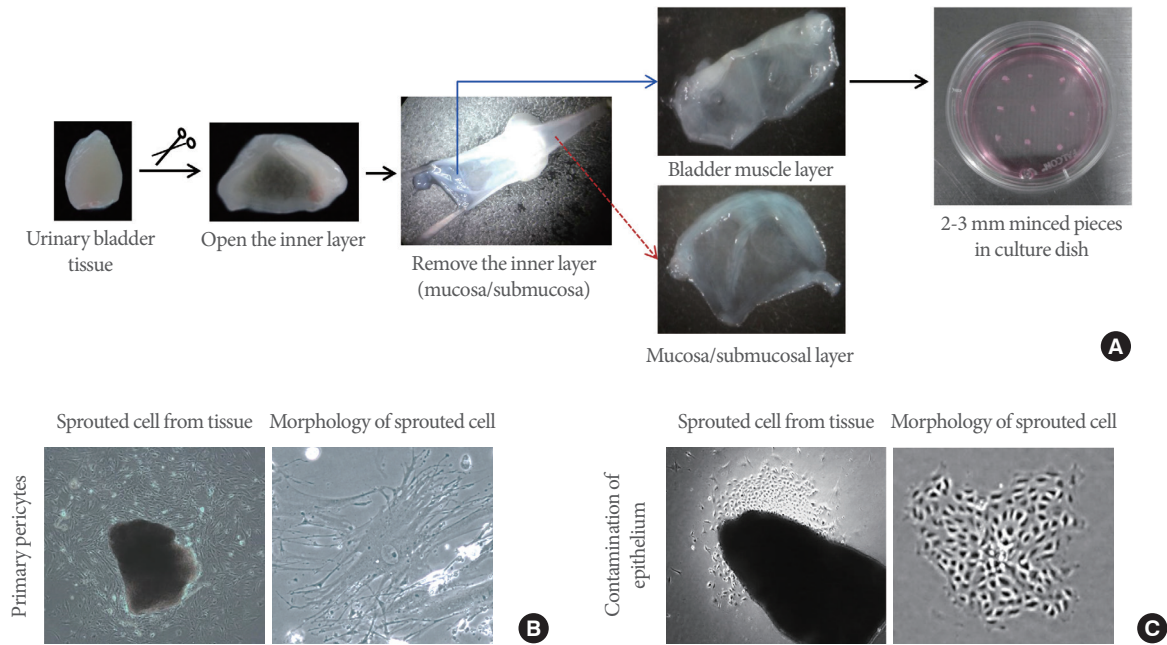 Urinary bladder
tissue
Open the inner layer
Remove the inner layer
(mucosa/submucosa)
Bladder muscle layer
Mucosa/submucosal layer
2-3 mm minced pieces
in culture dish
FALCON
A
Sprouted cell from tissue
Morphology of sprouted cell
Primary pericytes
B
Sprouted cell from tissue
Morphology of sprouted cell
Contamination of
epithelium
C